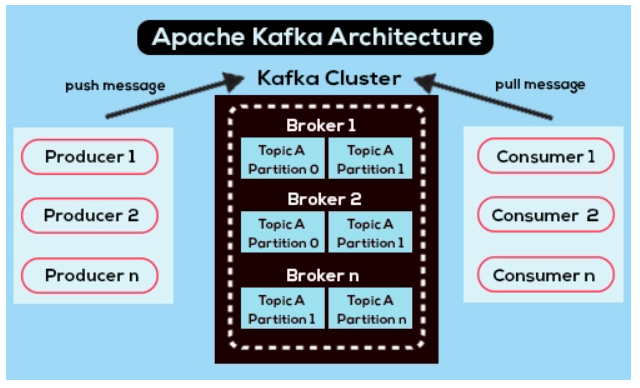 Apache Kafka Architecture
push message
Kafka Cluster
pull message
Producer 1
Producer 2
Producer n
Broker 1
Topic A
Partition 0
Topic A
Partition 1
Broker 2
Topic A
Partition 0
Topic A
Partition 1
Broker n
Topic A
Partition 1
Topic A
Partition n
Consumer 1
Consumer 2
Consumer n